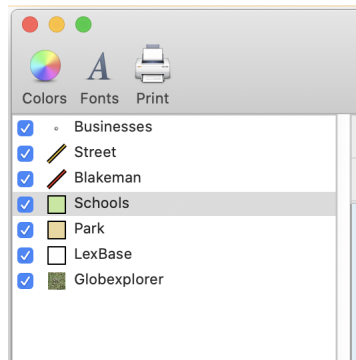 Colors Fonts Print
Businesses
Street
Blakeman
Schools
Park
LexBase
Globexplorer